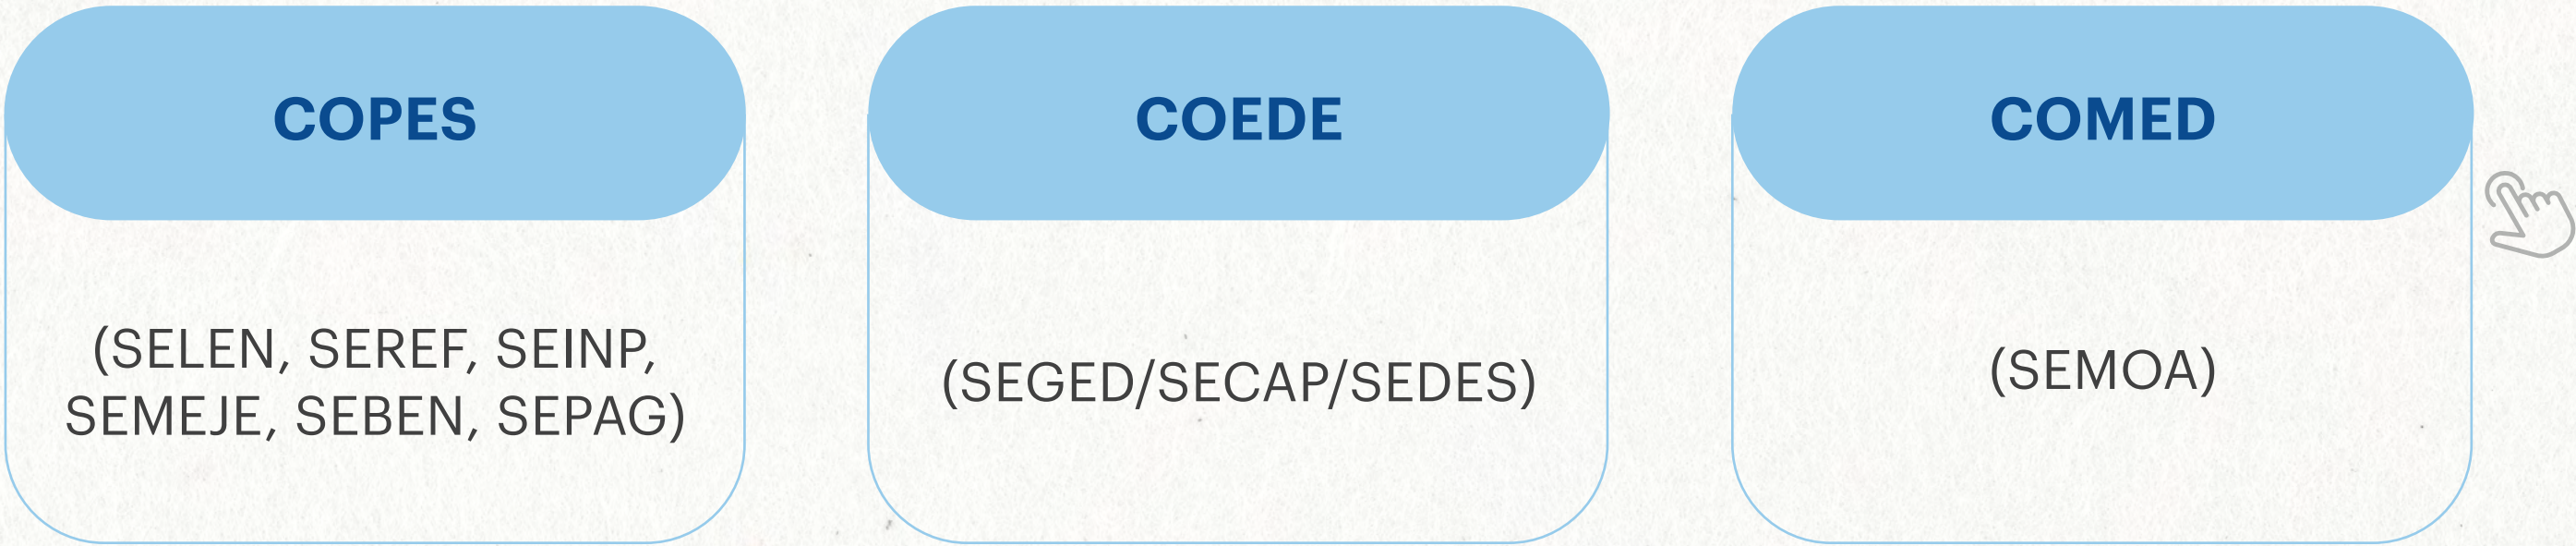 COPES
(SELEN, SEREF, SEINP,
SEMEJE, SEBEN, SEPAG)
COEDE
(SEGED/SECAP/SEDES)
COMED
(SEMOA)